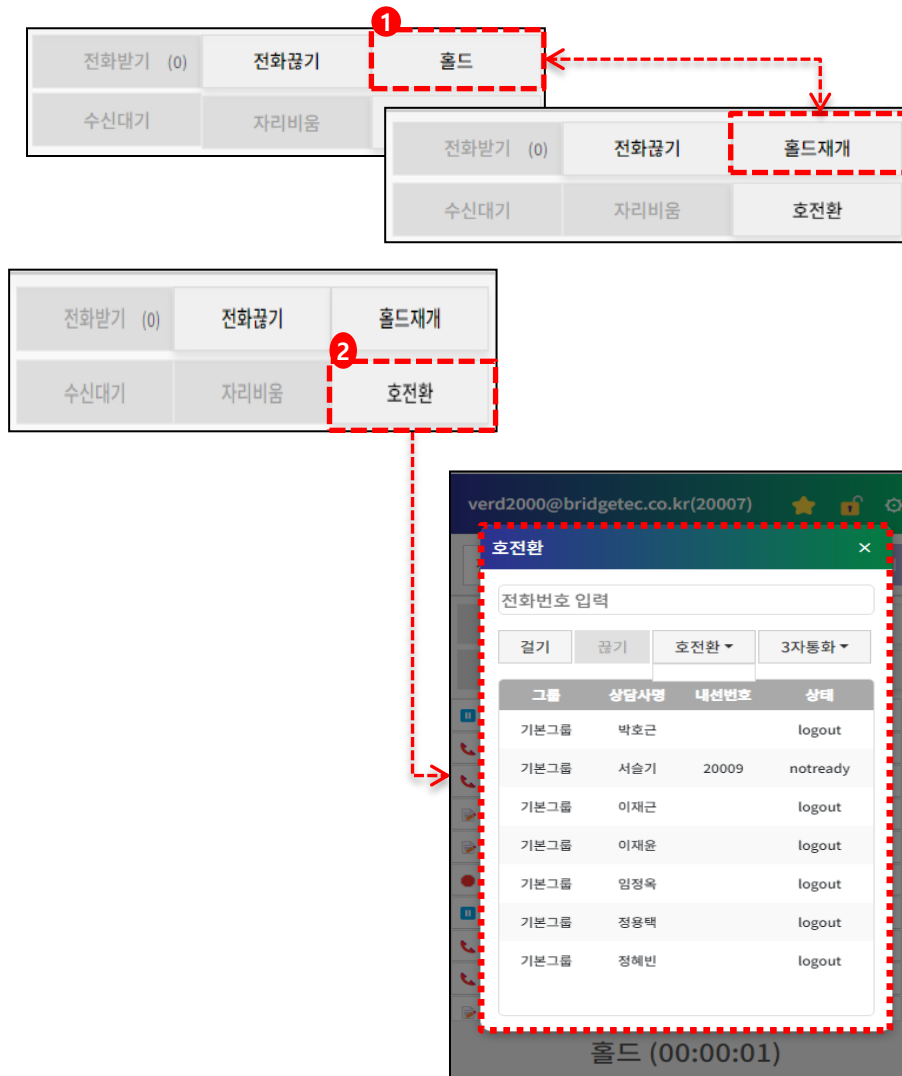 1
전화받기 (0) 전화끊기 홀드
수신대기 자리비움
전화받기 (0) 전화끊기 홀드재개
수신대기 자리비움 호전환
전화받기 (0) 전화끊기 홀드재개
2
수신대기 자리비움 호전환
verd2000@bridgetec.co.kr(20007)
호전환 ×
전화번호 입력
걸기 끊기 호전환 3자통화
그룹 상담사명 내선번호 상태
기본그룹 박호근 logout
기본그룹 서슬기 20009 notready
기본그룹 이재근 logout
기본그룹 이재윤 logout
기본그룹 임정옥 logout
기본그룹 정용택 logout
기본그룹 정혜빈 logout
홀드 (00:00:01)